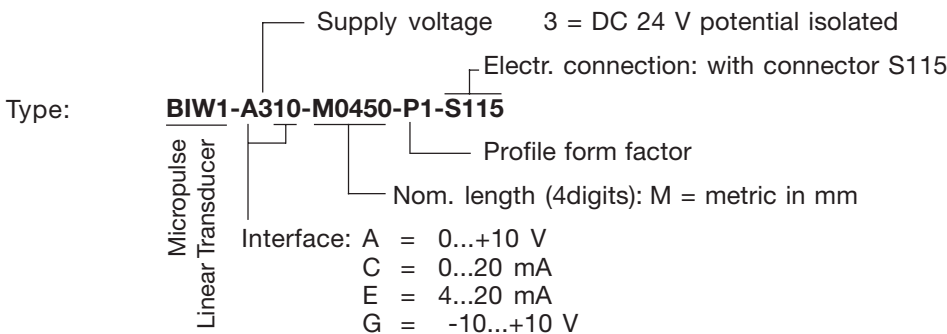 Supply voltage 3 = DC 24 V potential isolated
Electr. connection: with connector S115
Type: BIW1-A310-M0450-P1-S115
Profile form factor
Nom. length (4digits): M = metric in mm
Micropulse
Linear Transducer
Interface: A = 0...+10 V
C = 0...20 mA
E = 4...20 mA
G = -10...+10 V